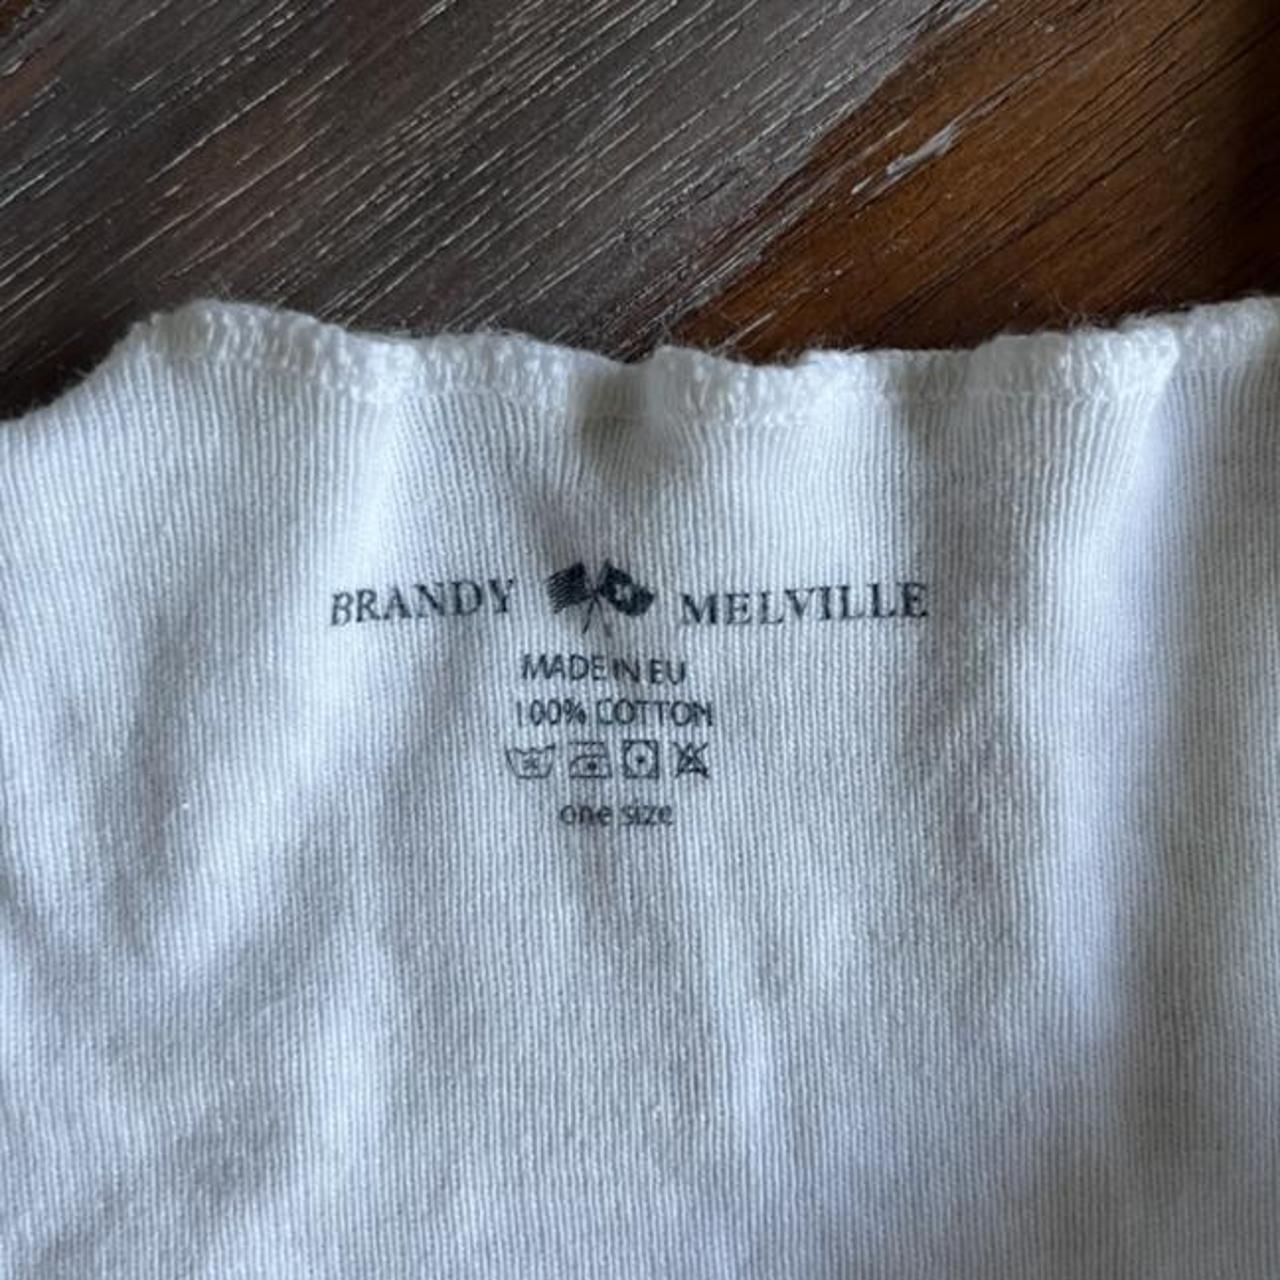 BRANDY MELVILLE
MADE IN EU
100% COTTON
one size